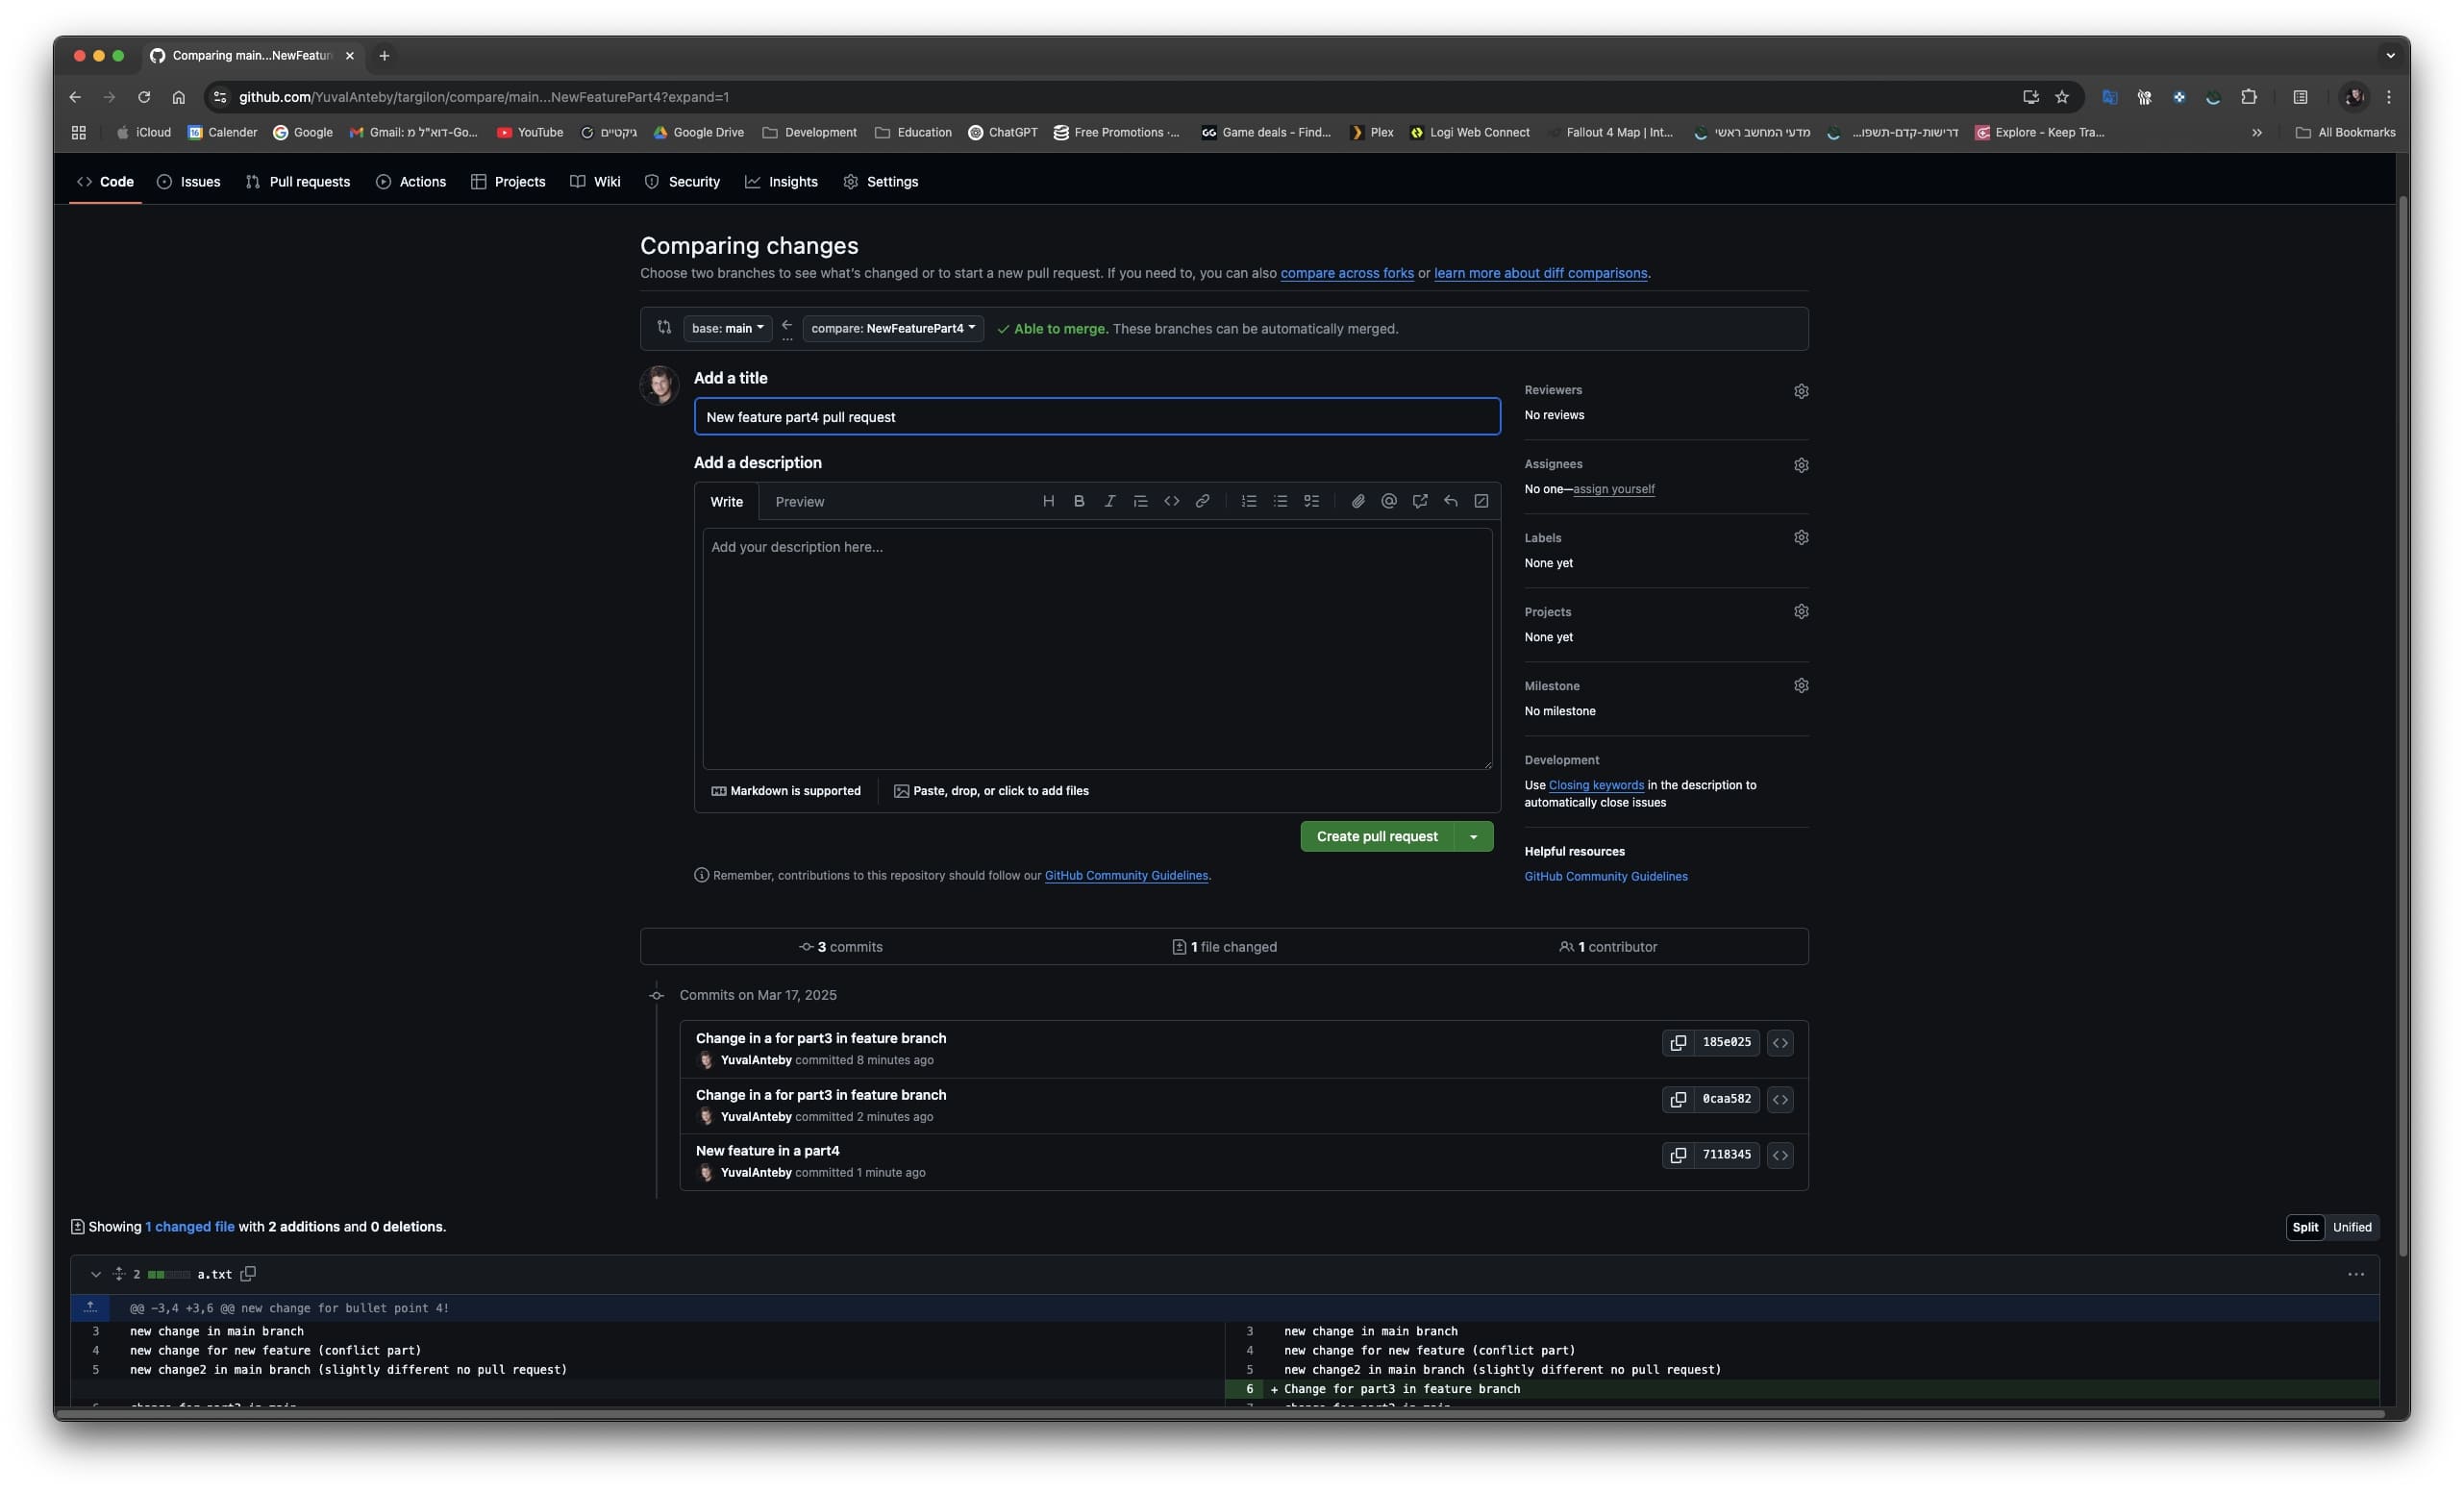 Comparing main...NewFeatur
github.com/YuvalAnteby/targilon/compare/main...NewFeaturePart4?expand=1
iCloud
Calender
Google
Gmail: דוא"ל מ-Go...
YouTube
גיקטיים
Google Drive
Development
Education
ChatGPT
Free Promotions ·...
GG Game deals - Find...
Plex
Logi Web Connect
Fallout 4 Map | Int...
מדעי המחשב ראשי
דרישות-קדם-תשפו...
Explore - Keep Tra...
All Bookmarks
Code
Issues
Pull requests
Actions
Projects
Wiki
Security
Insights
Settings
Comparing changes
Choose two branches to see what's changed or to start a new pull request. If you need to, you can also compare across forks or learn more about diff comparisons.
base: main
compare: NewFeaturePart4
Able to merge. These branches can be automatically merged.
Add a title
New feature part4 pull request
Add a description
Write
Preview
Add your description here...
Markdown is supported
Paste, drop, or click to add files
Create pull request
Remember, contributions to this repository should follow our GitHub Community Guidelines.
Reviewers
No reviews
Assignees
No one—assign yourself
Labels
None yet
Projects
None yet
Milestone
No milestone
Development
Use Closing keywords in the description to
automatically close issues
Helpful resources
GitHub Community Guidelines
3 commits
1 file changed
1 contributor
Commits on Mar 17, 2025
Change in a for part3 in feature branch
185e025
YuvalAnteby committed 8 minutes ago
Change in a for part3 in feature branch
0caa582
YuvalAnteby committed 2 minutes ago
New feature in a part4
7118345
YuvalAnteby committed 1 minute ago
Showing 1 changed file with 2 additions and 0 deletions.
Split
Unified
2 a.txt
@@ -3,4 +3,6 @@ new change for bullet point 4!
3 new change in main branch
4 new change for new feature (conflict part)
5 new change2 in main branch (slightly different no pull request)
3 new change in main branch
4 new change for new feature (conflict part)
5 new change2 in main branch (slightly different no pull request)
6 + Change for part3 in feature branch